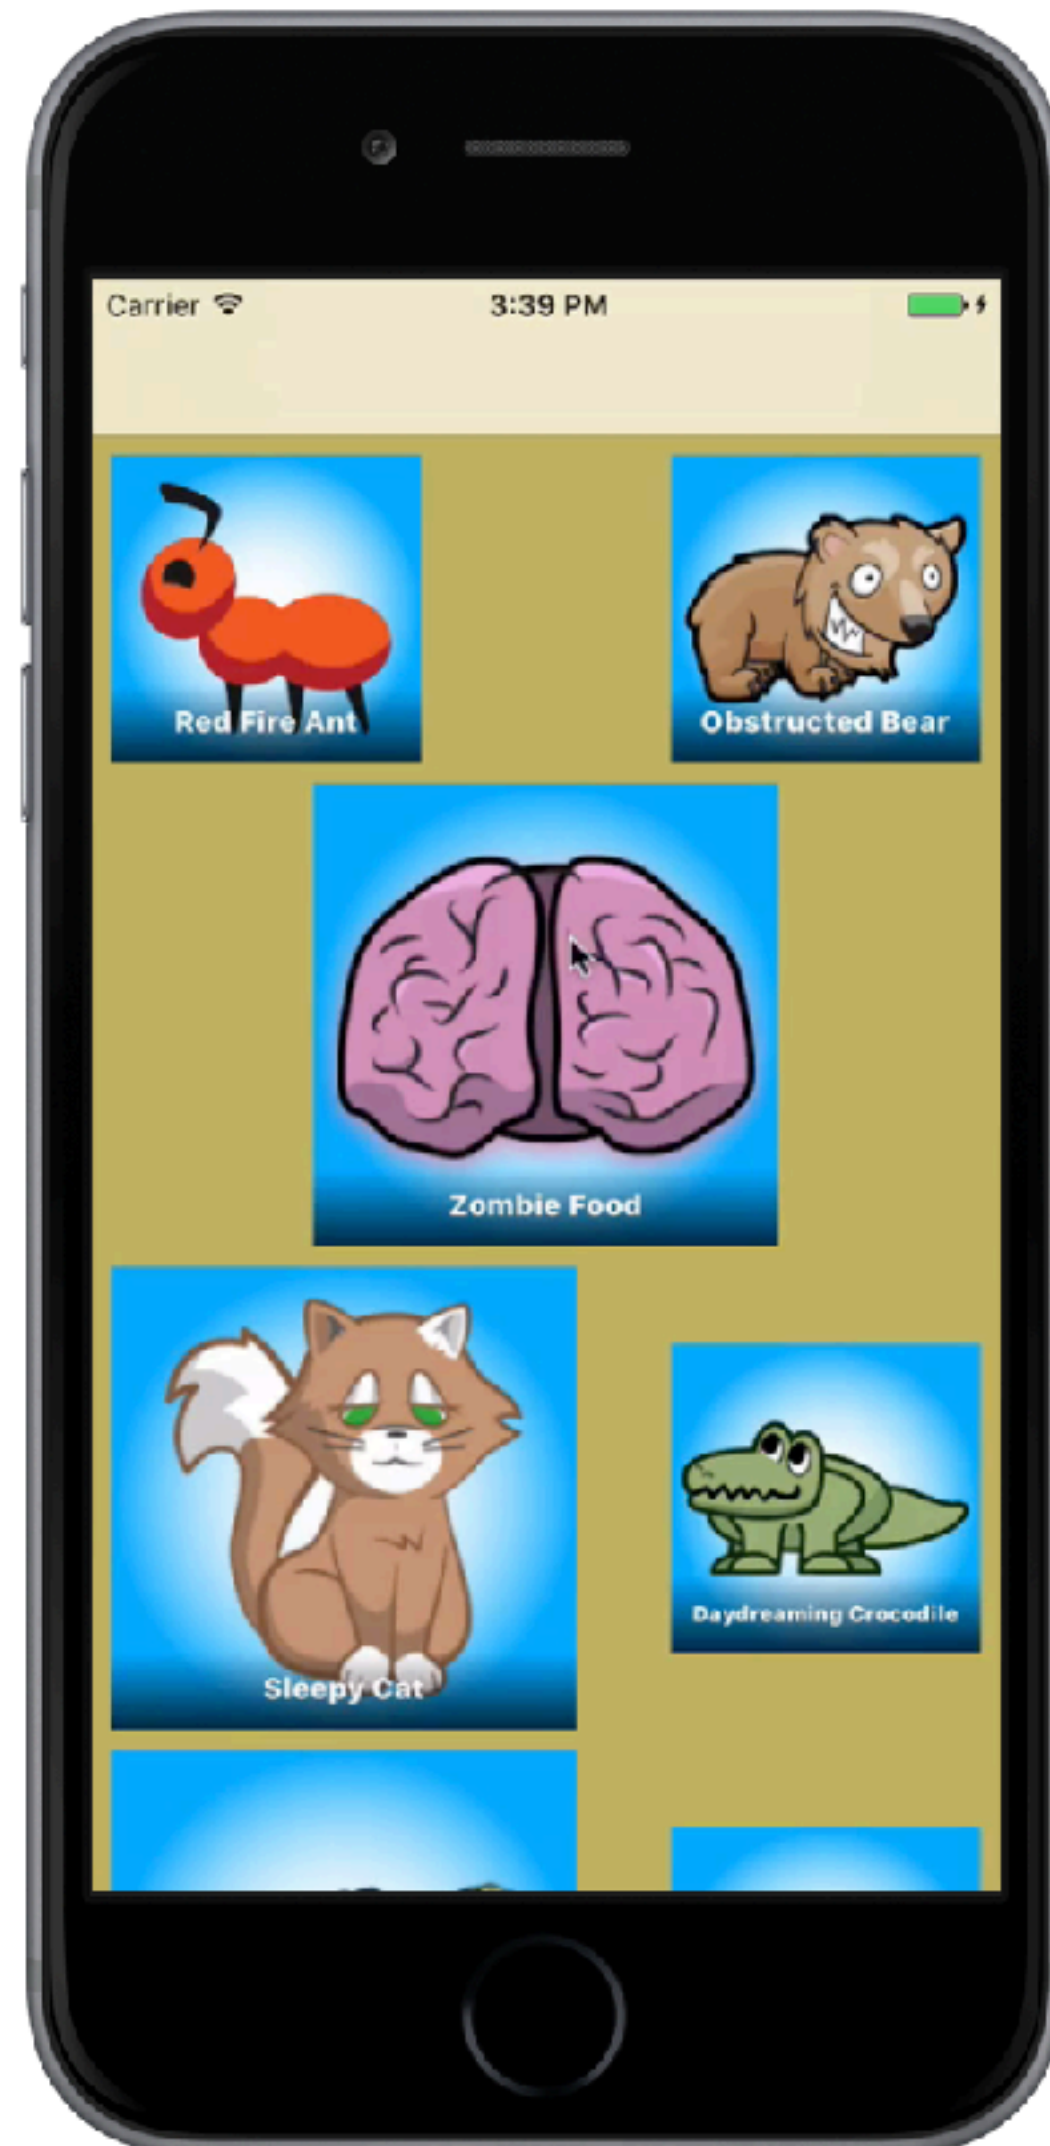 Carrier
3:39 PM
Red Fire Ant
Obstructed Bear
Zombie Food
Sleepy Cat
Daydreaming Crocodile